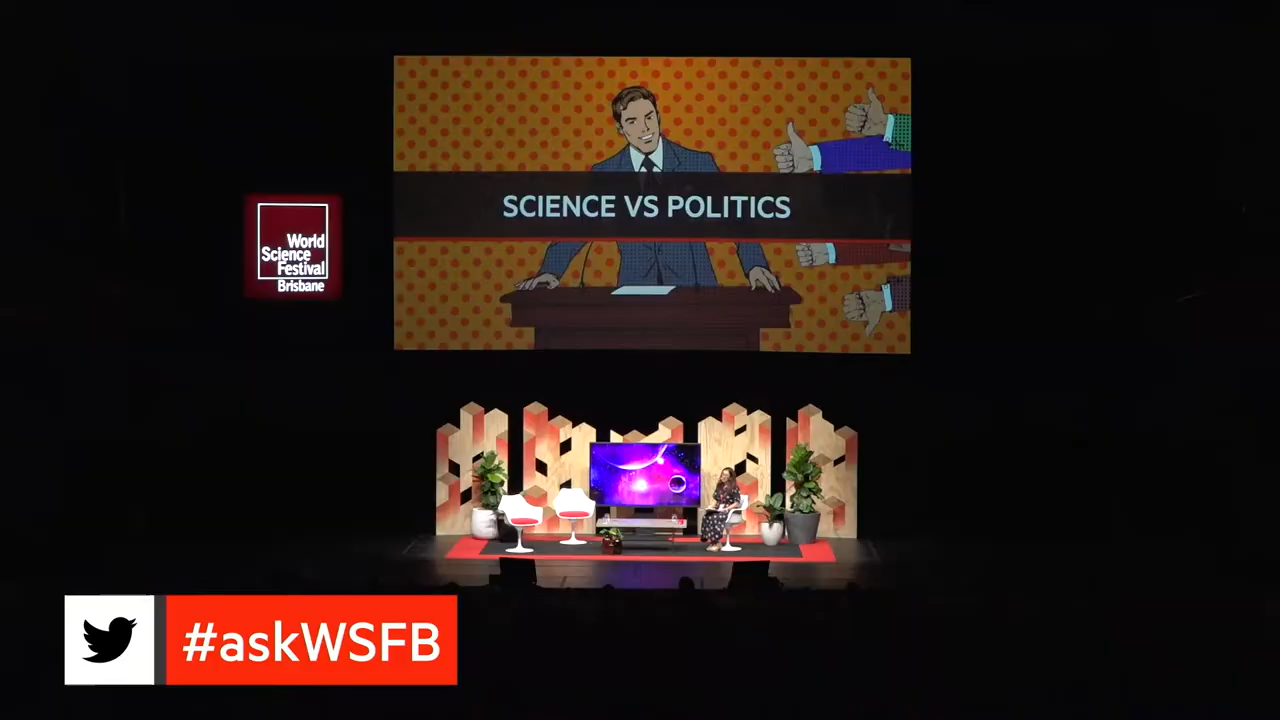 SCIENCE VS POLITICS
World
Science
Festival
Brisbane
#askWSFB